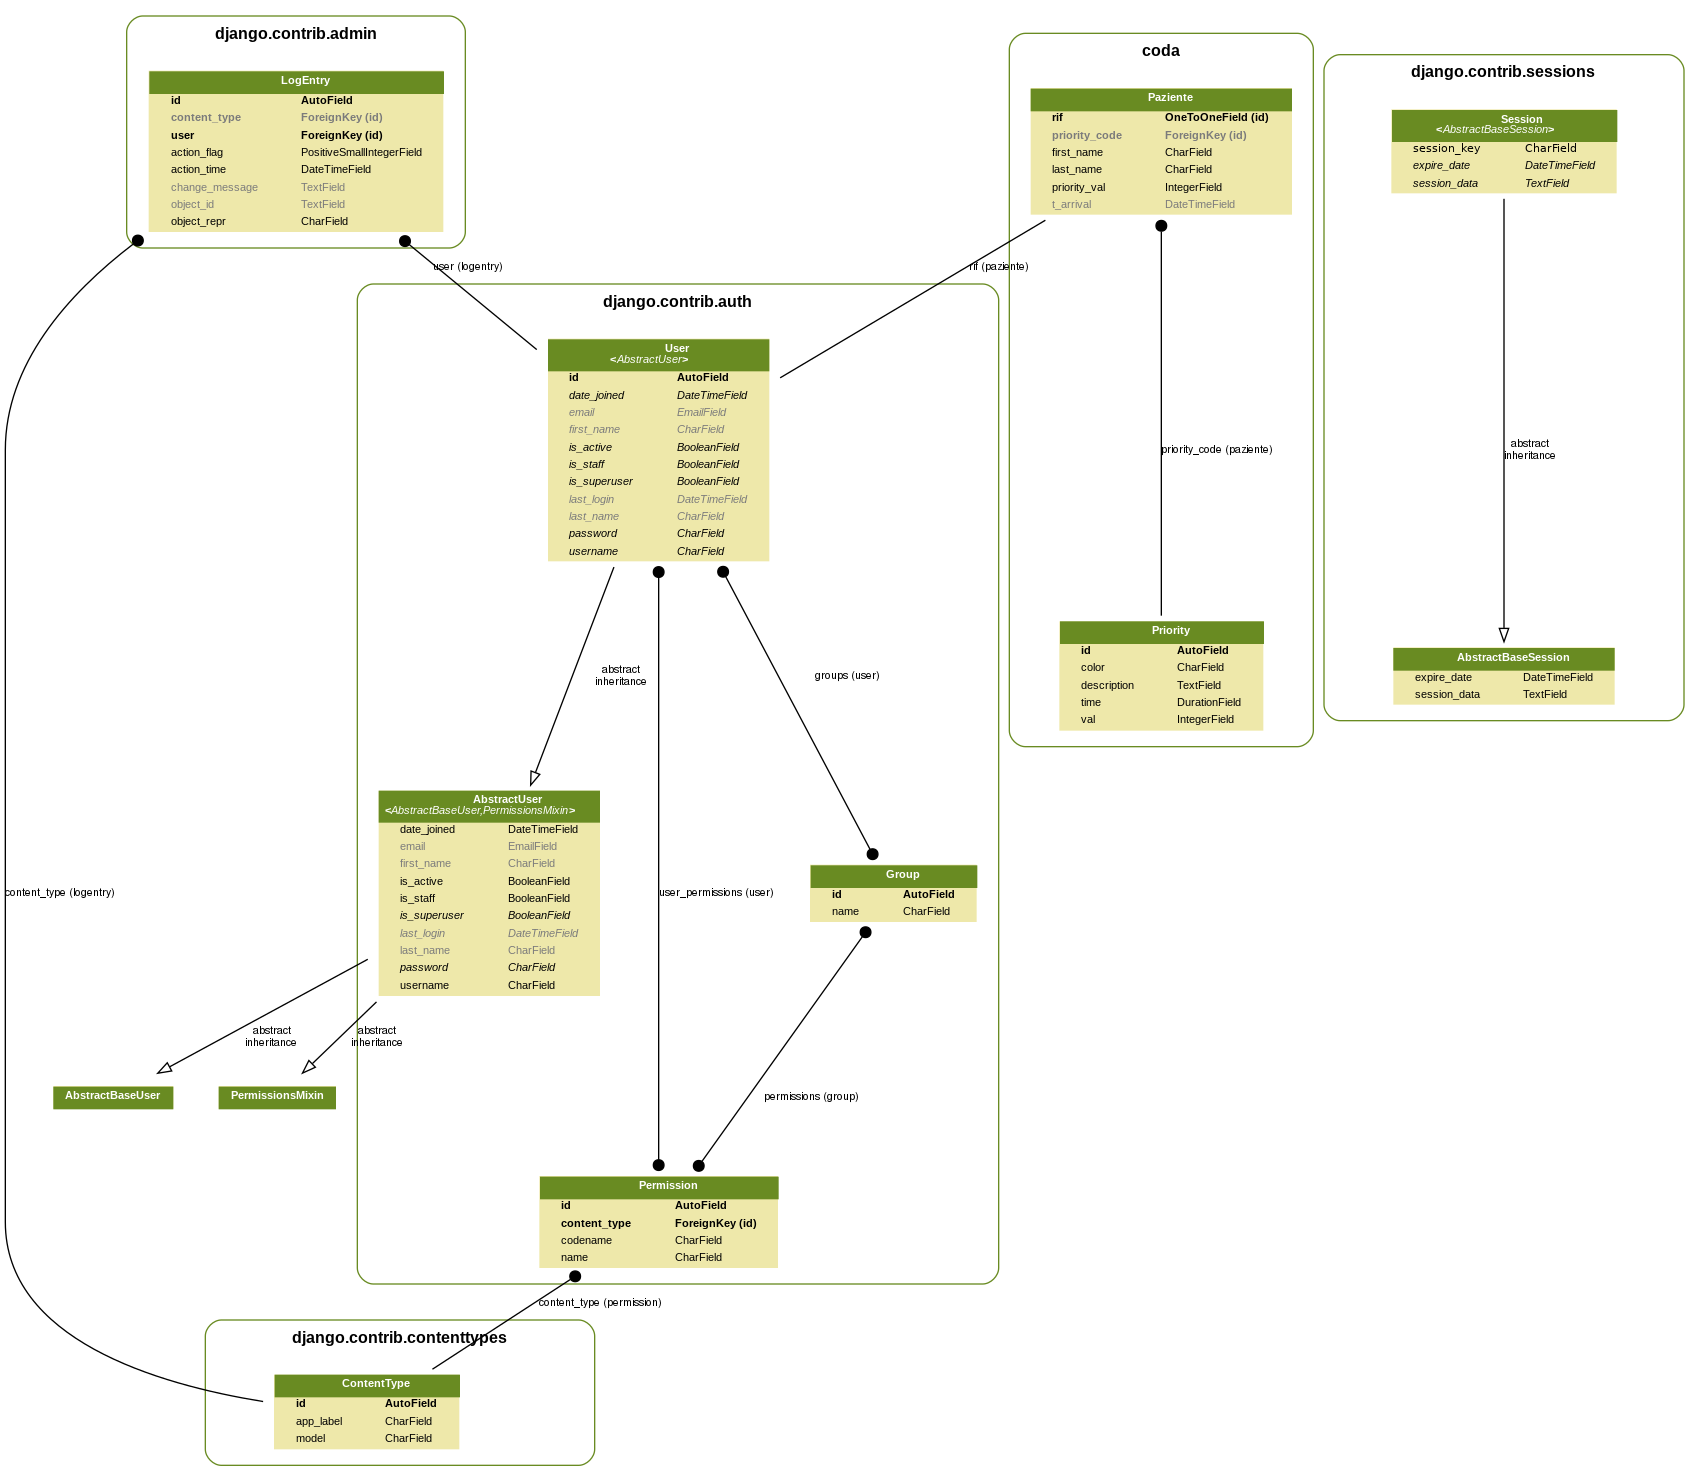 django.contrib.admin
LogEntry
id AutoField
content_type ForeignKey (id)
user ForeignKey (id)
action_flag PositiveSmallIntegerField
action_time DateTimeField
change_message TextField
object_id TextField
object_repr CharField
coda
Paziente
rif OneToOneField (id)
priority_code ForeignKey (id)
first_name CharField
last_name CharField
priority_val IntegerField
t_arrival DateTimeField
django.contrib.sessions
Session
<AbstractBaseSession>
session_key CharField
expire_date DateTimeField
session_data TextField
user (logentry)
rif (paziente)
django.contrib.auth
User
<AbstractUser>
id AutoField
date_joined DateTimeField
email EmailField
first_name CharField
is_active BooleanField
is_staff BooleanField
is_superuser BooleanField
last_login DateTimeField
last_name CharField
password CharField
username CharField
priority_code (paziente)
abstract
inheritance
abstract
inheritance
groups (user)
Priority
id AutoField
color CharField
description TextField
time DurationField
val IntegerField
AbstractBaseSession
expire_date DateTimeField
session_data TextField
AbstractUser
<AbstractBaseUser,PermissionsMixin>
date_joined DateTimeField
email EmailField
first_name CharField
is_active BooleanField
is_staff BooleanField
is_superuser BooleanField
last_login DateTimeField
last_name CharField
password CharField
username CharField
content_type (logentry)
user_permissions (user)
Group
id AutoField
name CharField
abstract
inheritance
abstract
inheritance
AbstractBaseUser
PermissionsMixin
permissions (group)
Permission
id AutoField
content_type ForeignKey (id)
codename CharField
name CharField
content_type (permission)
django.contrib.contenttypes
ContentType
id AutoField
app_label CharField
model CharField